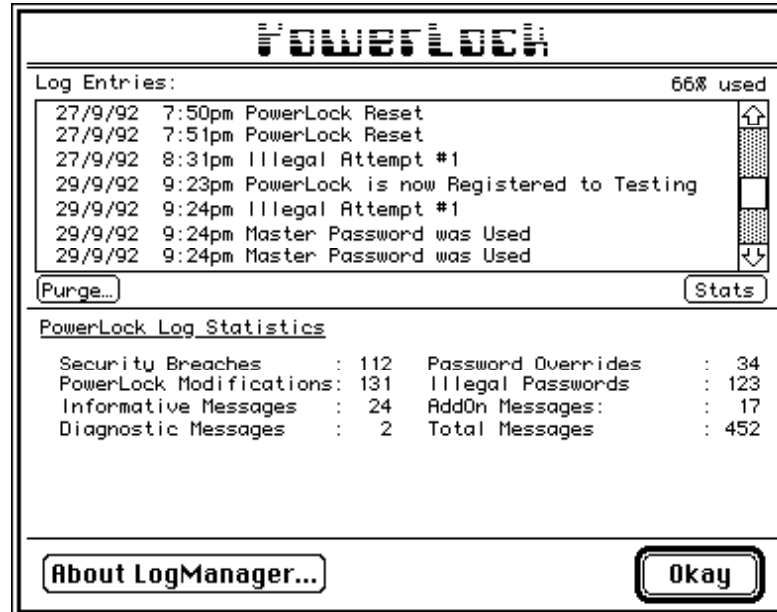 PowerLock
Log Entries: 66% used
27/9/92 7:50pm PowerLock Reset
27/9/92 7:51pm PowerLock Reset
27/9/92 8:31pm Illegal Attempt #1
29/9/92 9:23pm PowerLock is now Registered to Testing
29/9/92 9:24pm Illegal Attempt #1
29/9/92 9:24pm Master Password was Used
29/9/92 9:24pm Master Password was Used
Purge… Stats
PowerLock Log Statistics
Security Breaches : 112 Password Overrides : 34
PowerLock Modifications: 131 Illegal Passwords : 123
Informative Messages : 24 AddOn Messages: : 17
Diagnostic Messages : 2 Total Messages : 452
About LogManager... Okay